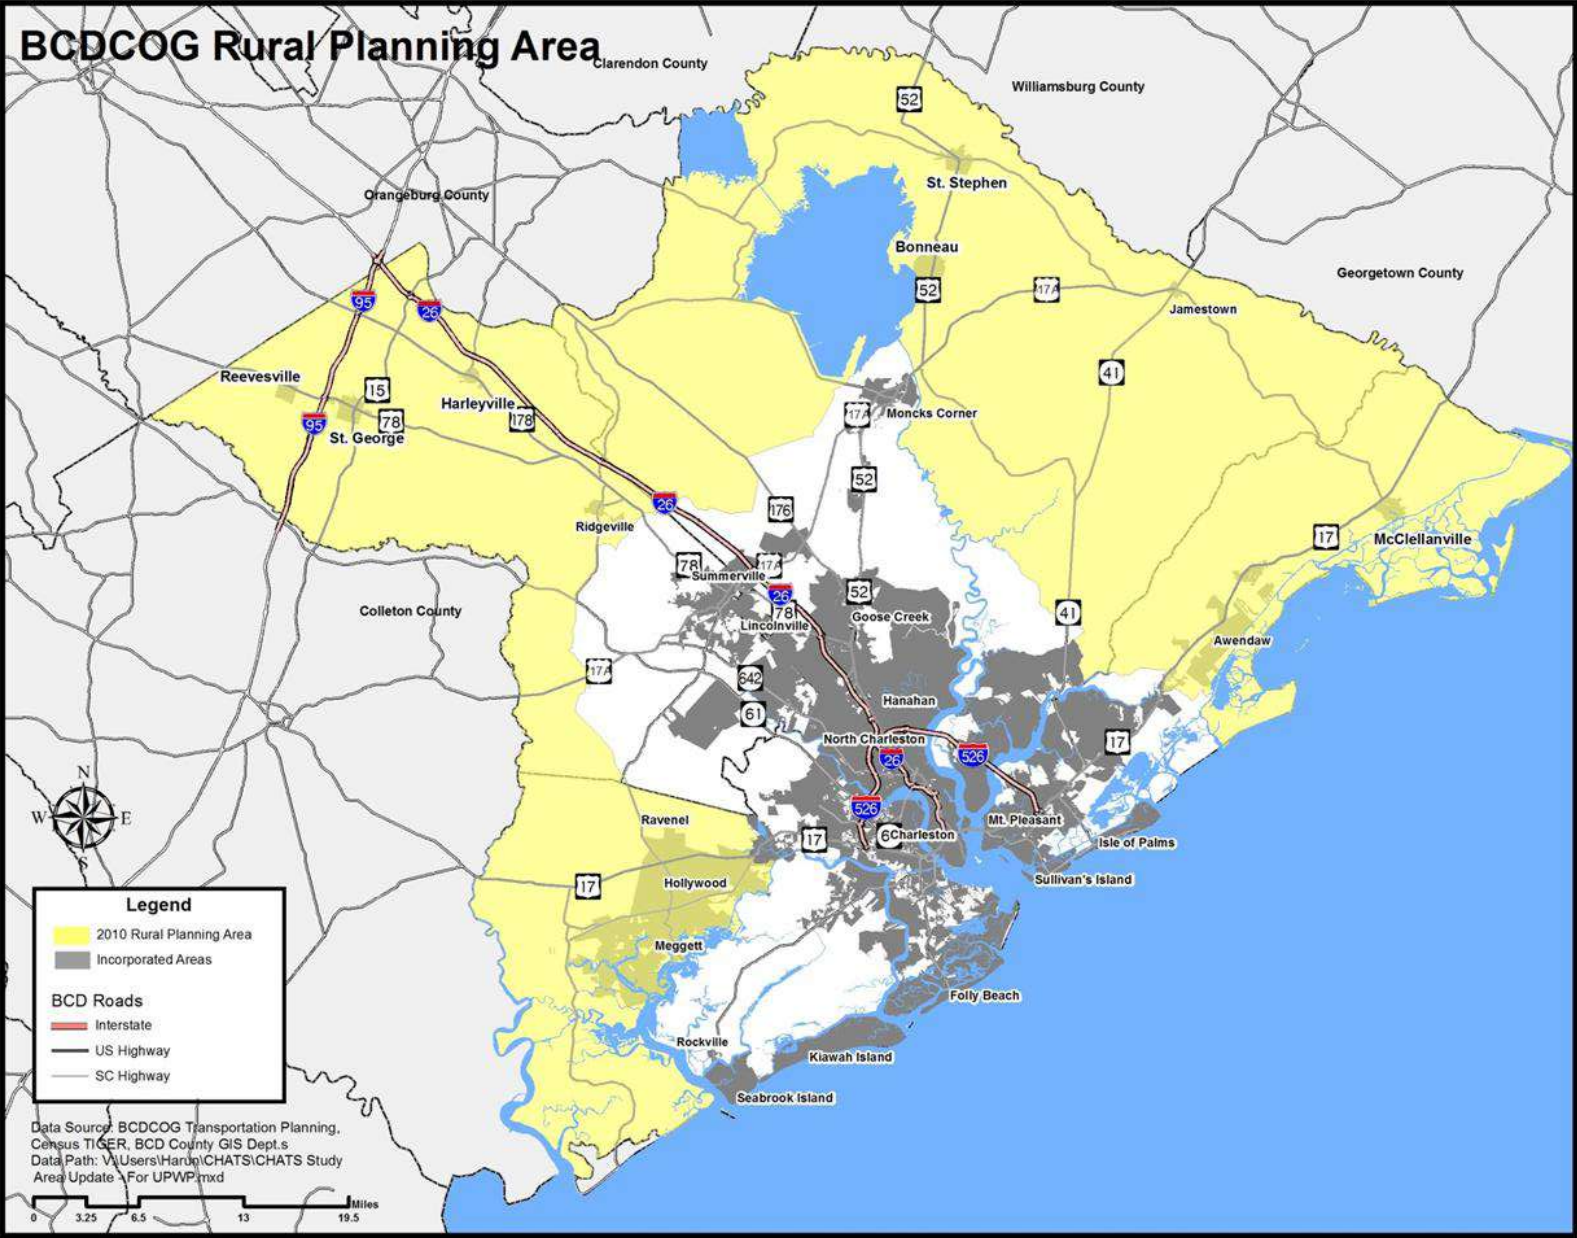 BCDCOG Rural Planning Area
Clarendon County
Williamsburg County
52
St. Stephen
Orangeburg County
Bonneau
Georgetown County
52
17A
Jamestown
95
26
41
Reevesville
15
Harleyville
178
78
95
St. George
17A
Moncks Corner
52
26
176
Ridgeville
17
McClellanville
78
17A
Summerville
26
52
78
Lincolnville
Goose Creek
41
Colleton County
Awendaw
17A
642
61
Hanahan
North Charleston
26
526
17
N
W
E
S
526
Ravenel
17
6
Charleston
Mt. Pleasant
Isle of Palms
Sullivan's Island
17
Hollywood
Meggett
Folly Beach
Rockville
Kiawah Island
Seabrook Island
Legend
2010 Rural Planning Area
Incorporated Areas
BCD Roads
Interstate
US Highway
SC Highway
Data Source: BCDCOG Transportation Planning,
Census TIGER, BCD County GIS Dept.s
Data Path: V:\Users\Harun\CHATS\CHATS Study
Area Update - For UPWP.mxd
Miles
0 3.25 6.5 13 19.5